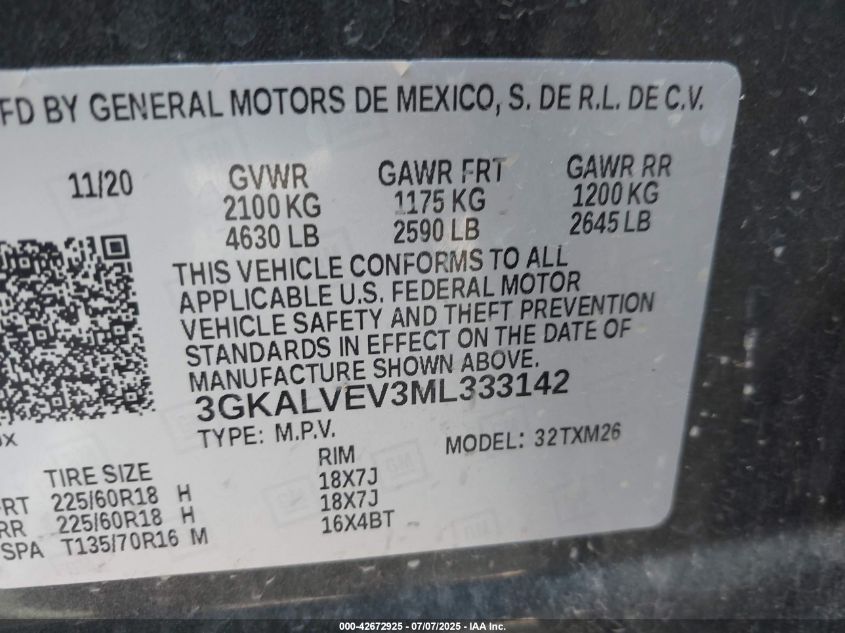 FD BY GENERAL MOTORS DE MEXICO, S. DE R.L. DE C.V.
11/20 GVWR GAWR FRT GAWR RR
2100 KG 1175 KG 1200 KG
4630 LB 2590 LB 2645 LB
THIS VEHICLE CONFORMS TO ALL
APPLICABLE U.S. FEDERAL MOTOR
VEHICLE SAFETY AND THEFT PREVENTION
STANDARDS IN EFFECT ON THE DATE OF
MANUFACTURE SHOWN ABOVE.
3GKALVEV3ML333142
TYPE: M.P.V. MODEL: 32TXM26
TIRE SIZE RIM
FRT 225/60R18 H 18X7J
RR 225/60R18 H 18X7J
SPA T135/70R16 M 16X4BT
000-42672925 - 07/07/2025 - IAA Inc.